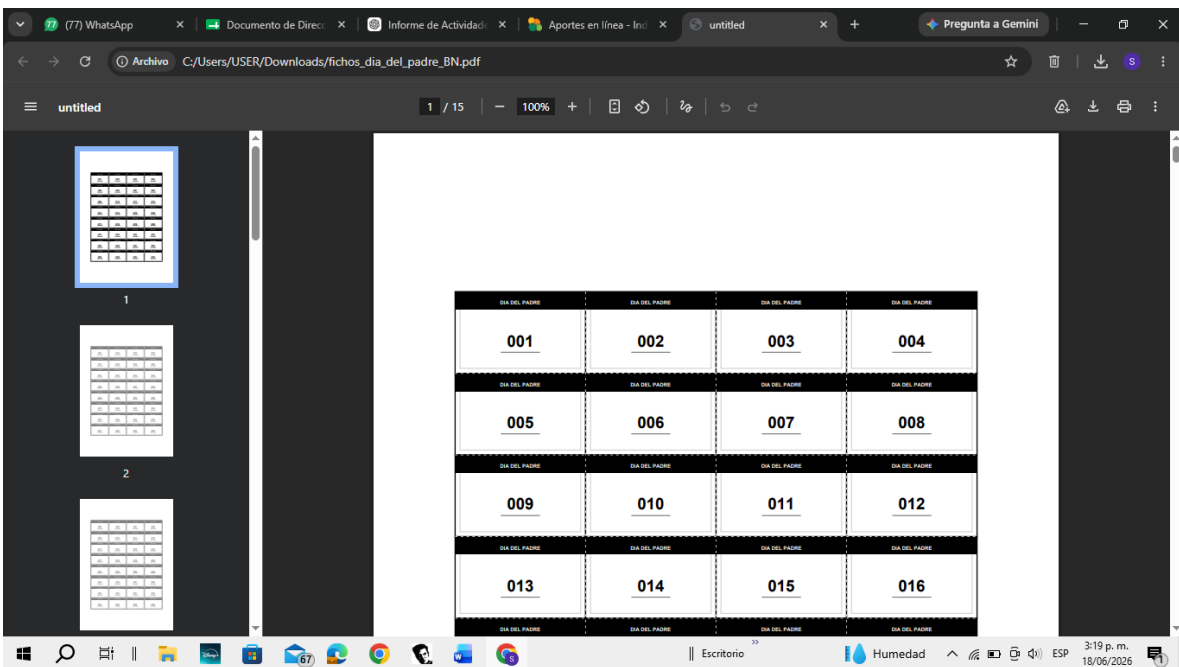 77 (77) WhatsApp
Documento de Direcc
Informe de Actividade
Aportes en línea - Ind
untitled
Pregunta a Gemini
Archivo C:/Users/USER/Downloads/fichos_dia_del_padre_BN.pdf
S
untitled
1 / 15
100%
DIA DEL PADRE DIA DEL PADRE DIA DEL PADRE DIA DEL PADRE
001 002 003 004
DIA DEL PADRE DIA DEL PADRE DIA DEL PADRE DIA DEL PADRE
005 006 007 008
DIA DEL PADRE DIA DEL PADRE DIA DEL PADRE DIA DEL PADRE
009 010 011 012
DIA DEL PADRE DIA DEL PADRE DIA DEL PADRE DIA DEL PADRE
013 014 015 016
DIA DEL PADRE DIA DEL PADRE DIA DEL PADRE DIA DEL PADRE
1
2
67
Escritorio
Humedad
ESP
3:19 p. m.
18/06/2026
1